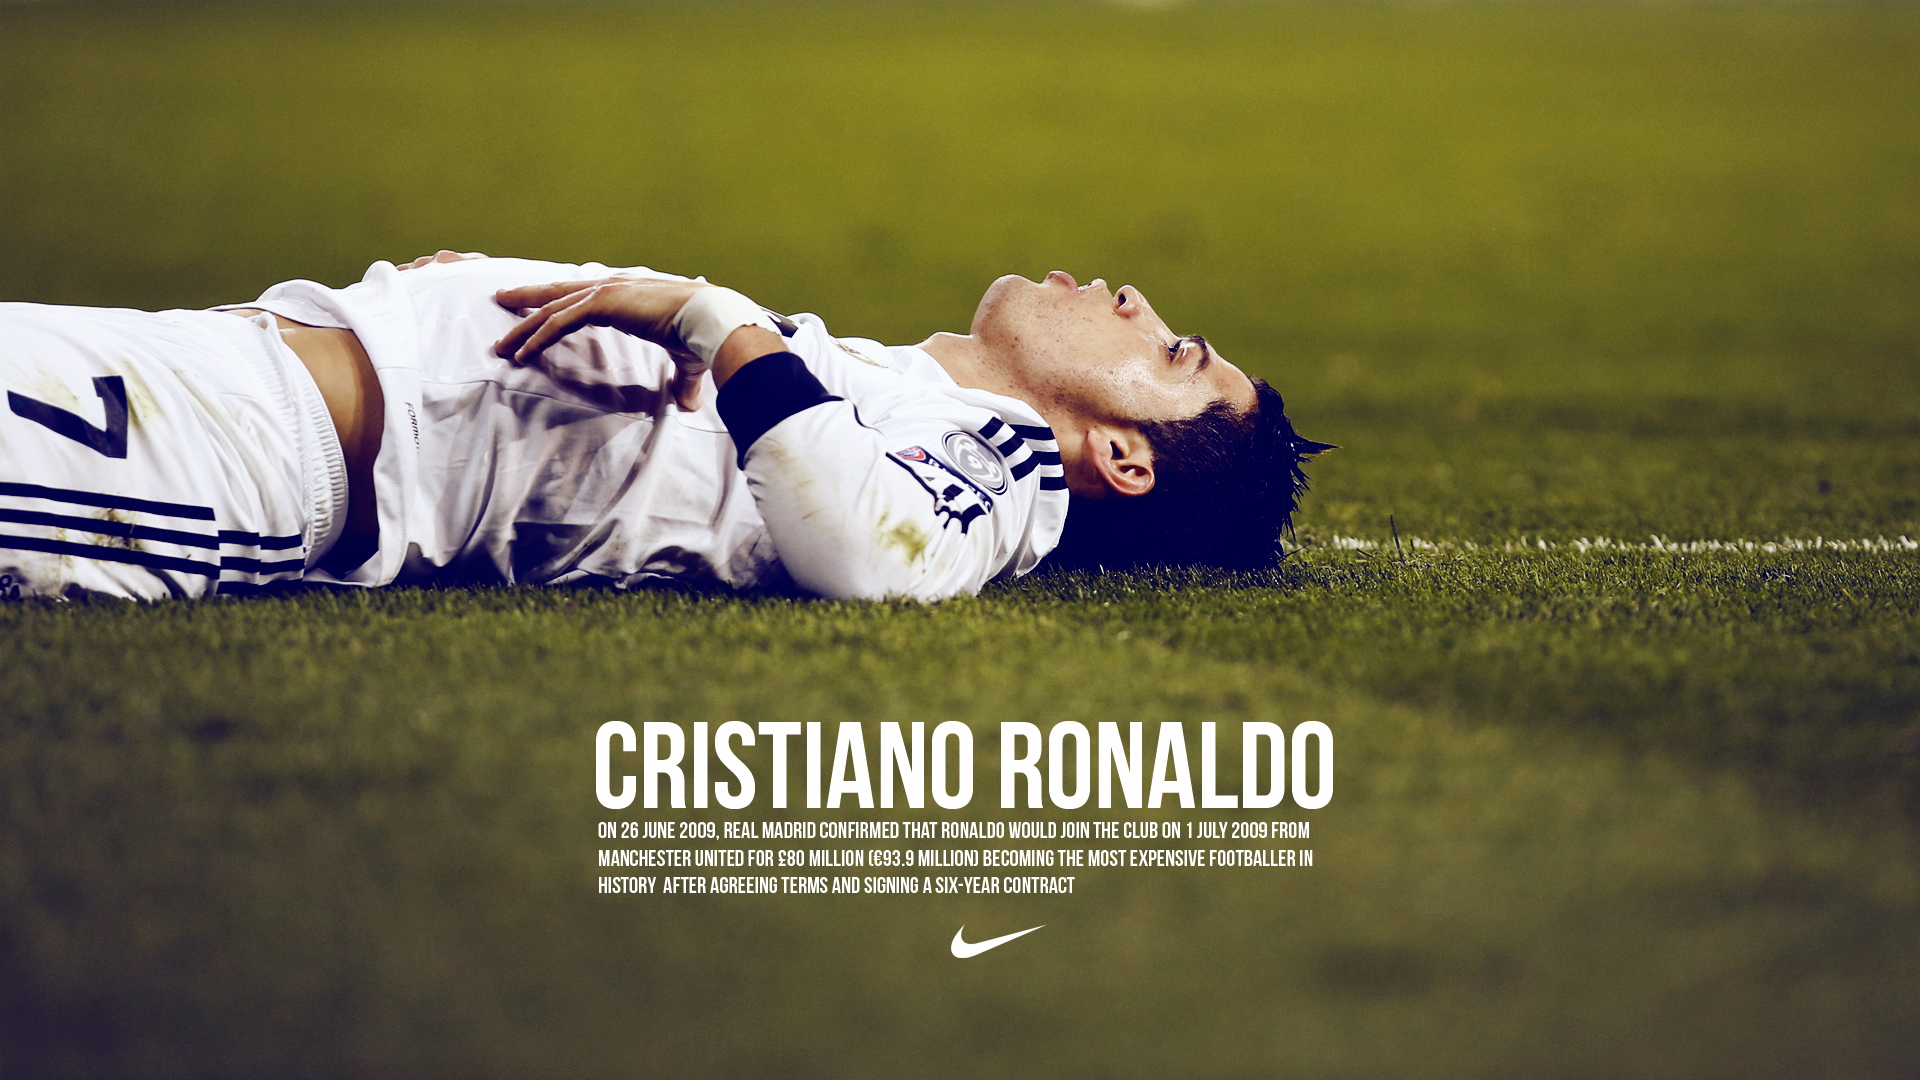 7
FORMO
CRISTIANO RONALDO
ON 26 JUNE 2009, REAL MADRID CONFIRMED THAT RONALDO WOULD JOIN THE CLUB ON 1 JULY 2009 FROM
MANCHESTER UNITED FOR £80 MILLION (€93.9 MILLION) BECOMING THE MOST EXPENSIVE FOOTBALLER IN
HISTORY AFTER AGREEING TERMS AND SIGNING A SIX-YEAR CONTRACT